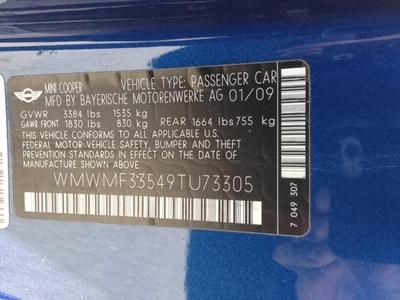 MINI COOPER VEHICLE TYPE: PASSENGER CAR
MFD BY BAYERISCHE MOTORENWERKE AG 01/09
GVWR 3384 lbs 1535 kg
GAWR FRONT 1830 lbs 830 kg REAR 1664 lbs 755 kg
THIS VEHICLE CONFORMS TO ALL APPLICABLE U.S.
FEDERAL MOTOR VEHICLE SAFETY, BUMPER AND
THEFT PREVENTION STANDARDS IN EFFECT ON THE DATE
OF MANUFACTURE SHOWN ABOVE.
WMWMF33549TU73305
7 049 307